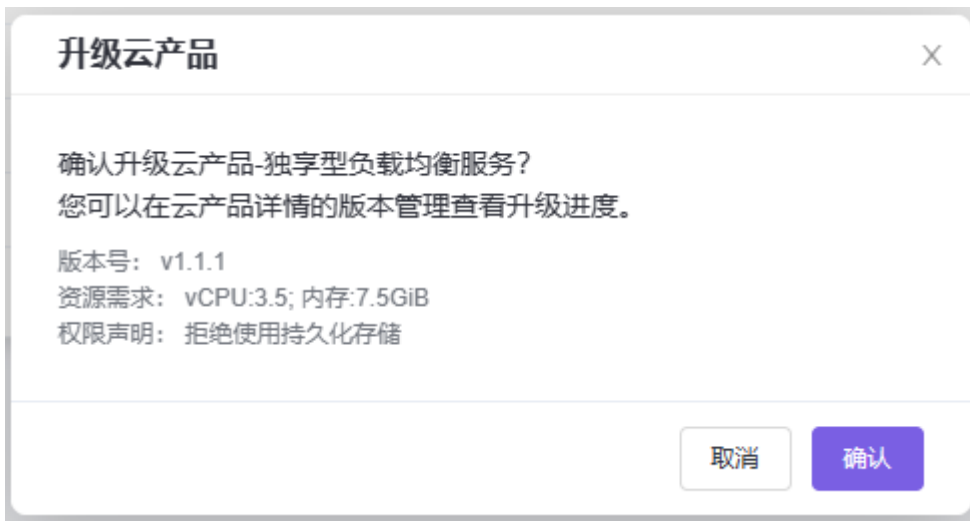 升级云产品
确认升级云产品-独享型负载均衡服务?
您可以在云产品详情的版本管理查看升级进度。
版本号： v1.1.1
资源需求： vCPU:3.5; 内存:7.5GiB
权限声明： 拒绝使用持久化存储
取消
确认